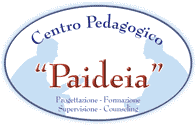 Centro Pedagogico
“Paideia”
Progettazione - Formazione
Supervisione - Counseling